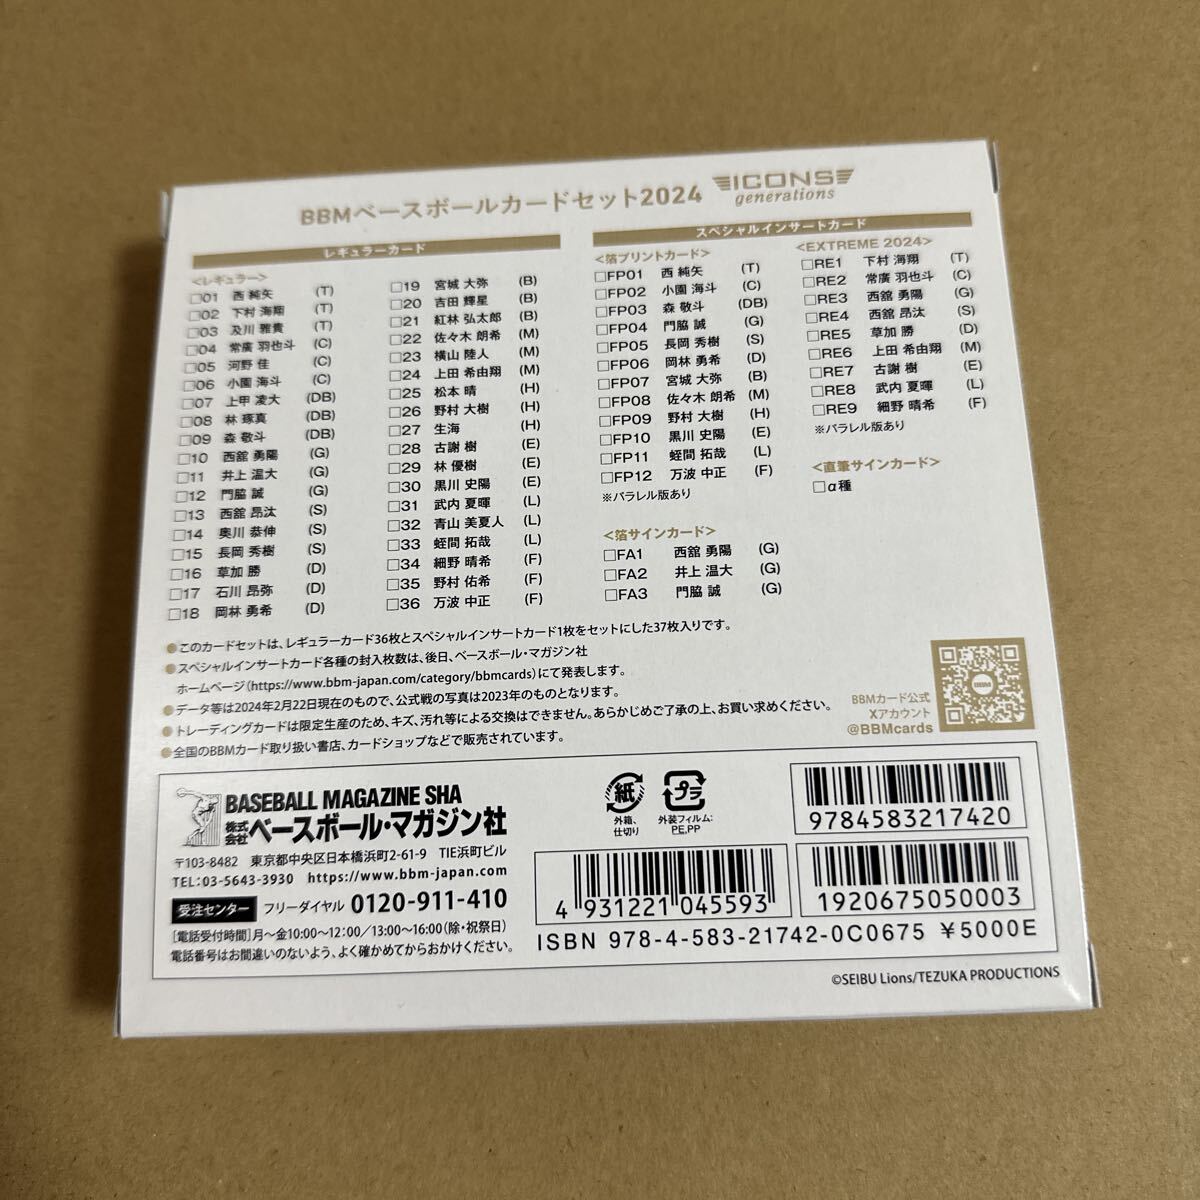 BBMベースボールカードセット2024 ICONS generations
レギュラーカード
<レギュラー>
□01 西 純矢 (T)
□02 下村 海翔 (T)
□03 及川 雅貴 (T)
□04 常廣 羽也斗 (C)
□05 河野 佳 (C)
□06 小園 海斗 (C)
□07 上甲 凌大 (DB)
□08 林 琢真 (DB)
□09 森 敬斗 (DB)
□10 西舘 勇陽 (G)
□11 井上 温大 (G)
□12 門脇 誠 (G)
□13 西舘 昂汰 (S)
□14 奥川 恭伸 (S)
□15 長岡 秀樹 (S)
□16 草加 勝 (D)
□17 石川 昂弥 (D)
□18 岡林 勇希 (D)
□19 宮城 大弥 (B)
□20 吉田 輝星 (B)
□21 紅林 弘太郎 (B)
□22 佐々木 朗希 (M)
□23 横山 陸人 (M)
□24 上田 希由翔 (M)
□25 松本 晴 (H)
□26 野村 大樹 (H)
□27 生海 (H)
□28 古謝 樹 (E)
□29 林 優樹 (E)
□30 黒川 史陽 (E)
□31 武内 夏暉 (L)
□32 青山 美夏人 (L)
□33 蛭間 拓哉 (L)
□34 細野 晴希 (F)
□35 野村 佑希 (F)
□36 万波 中正 (F)
スペシャルインサートカード
<箔プリントカード>
□FP01 西 純矢 (T)
□FP02 小園 海斗 (C)
□FP03 森 敬斗 (DB)
□FP04 門脇 誠 (G)
□FP05 長岡 秀樹 (S)
□FP06 岡林 勇希 (D)
□FP07 宮城 大弥 (B)
□FP08 佐々木 朗希 (M)
□FP09 野村 大樹 (H)
□FP10 黒川 史陽 (E)
□FP11 蛭間 拓哉 (L)
□FP12 万波 中正 (F)
※パラレル版あり
<箔サインカード>
□FA1 西舘 勇陽 (G)
□FA2 井上 温大 (G)
□FA3 門脇 誠 (G)
<EXTREME 2024>
□RE1 下村 海翔 (T)
□RE2 常廣 羽也斗 (C)
□RE3 西舘 勇陽 (G)
□RE4 西舘 昂汰 (S)
□RE5 草加 勝 (D)
□RE6 上田 希由翔 (M)
□RE7 古謝 樹 (E)
□RE8 武内 夏暉 (L)
□RE9 細野 晴希 (F)
※パラレル版あり
<直筆サインカード>
□α種
●このカードセットは、レギュラーカード36枚とスペシャルインサートカード1枚をセットにした37枚入りです。
●スペシャルインサートカード各種の封入枚数は、後日、ベースボール・マガジン社
ホームページ(https://www.bbm-japan.com/category/bbmcards)にて発表します。
●データ等は2024年2月22日現在のもので、公式戦の写真は2023年のものとなります。
●トレーディングカードは限定生産のため、キズ、汚れ等による交換はできません。あらかじめご了承の上、お買い求めください。
●全国のBBMカード取り扱い書店、カードショップなどで販売されています。
BBMカード公式
Xアカウント
@BBMcards
BBM
BASEBALL MAGAZINE SHA
株式会社 ベースボール・マガジン社
〒103-8482 東京都中央区日本橋浜町2-61-9 TIE浜町ビル
TEL:03-5643-3930 https://www.bbm-japan.com
受注センター フリーダイヤル 0120-911-410
[電話受付時間]月〜金10:00〜12:00/13:00〜16:00(除・祝祭日)
電話番号はお間違いのないよう、よく確かめてからおかけください。
紙
外箱、
仕切り
プラ
外装フィルム:
PE,PP
9784583217420
4 931221 045593
1920675050003
ISBN 978-4-583-21742-0C0675 ¥5000E
©SEIBU Lions/TEZUKA PRODUCTIONS